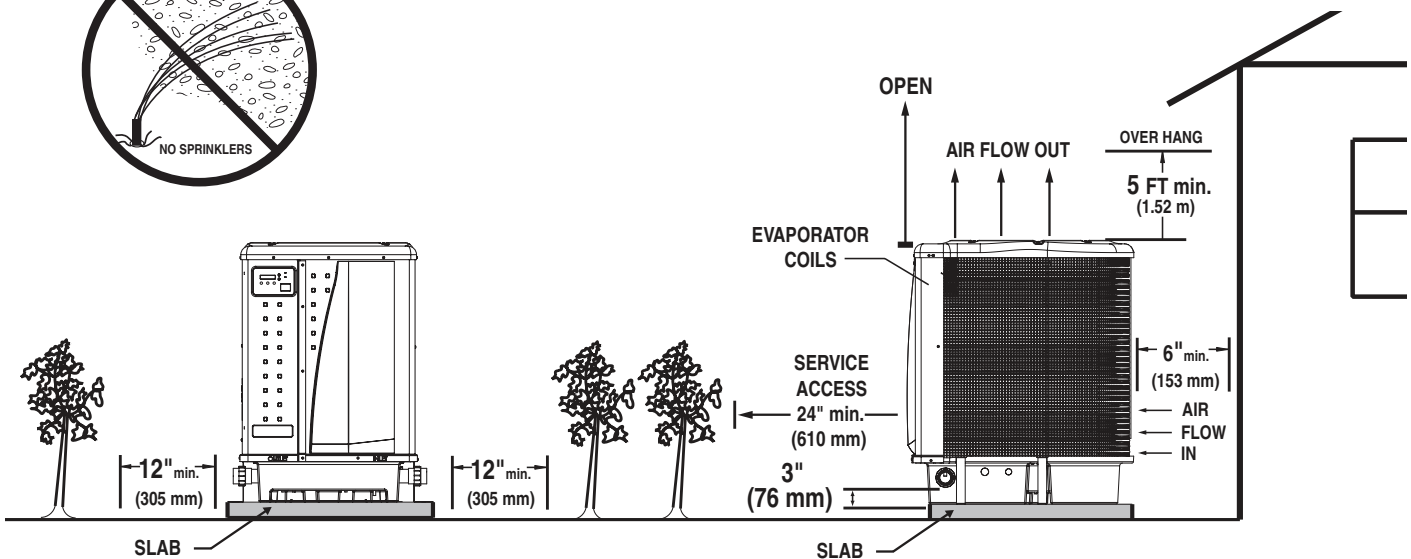 NO SPRINKLERS
OPEN
AIR FLOW OUT
OVER HANG
5 FT min.
(1.52 m)
EVAPORATOR
COILS
SERVICE
ACCESS
24" min.
(610 mm)
6" min.
(153 mm)
AIR
FLOW
IN
OUTLET
INLET
12" min.
(305 mm)
12" min.
(305 mm)
3"
(76 mm)
SLAB
SLAB